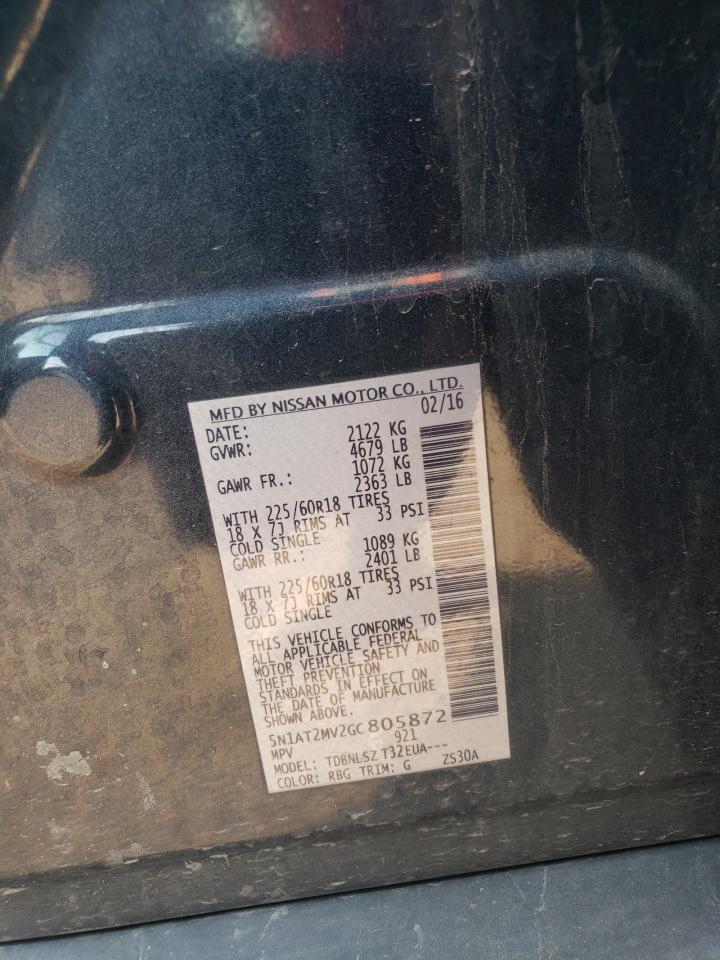 MFD BY NISSAN MOTOR CO., LTD.
DATE: 02/16
GVWR: 2122 KG
4679 LB
GAWR FR.: 1072 KG
2363 LB
WITH 225/60R18 TIRES
18 X 7J RIMS AT 33 PSI
COLD SINGLE
GAWR RR.: 1089 KG
2401 LB
WITH 225/60R18 TIRES
18 X 7J RIMS AT 33 PSI
COLD SINGLE
THIS VEHICLE CONFORMS TO
ALL APPLICABLE FEDERAL
MOTOR VEHICLE SAFETY AND
THEFT PREVENTION
STANDARDS IN EFFECT ON
THE DATE OF MANUFACTURE
SHOWN ABOVE.
5N1AT2MV2GC805872
MPV 921
MODEL: TDBNLSZ T32EUA---
COLOR: RBG TRIM: G ZS30A